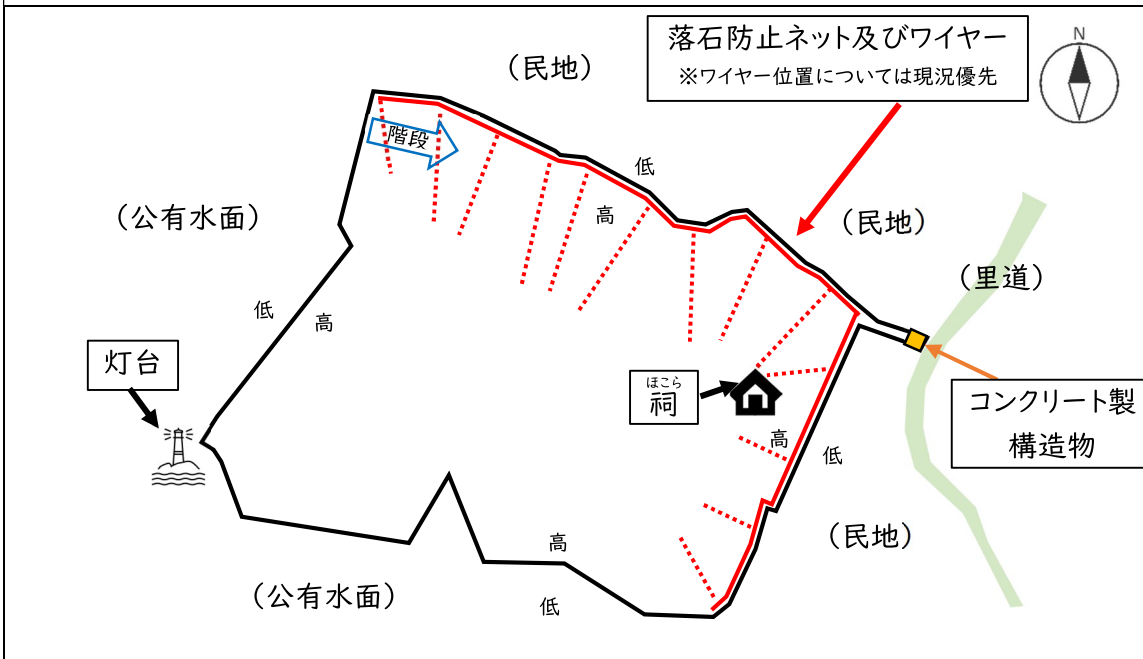 落石防止ネット及びワイヤー
※ワイヤー位置については現況優先
N
（民地）
階段
低
高
（公有水面）
（民地）
（里道）
低
高
灯台
ほこら
祠
コンクリート製
構造物
高
低
（民地）
高
低
（公有水面）